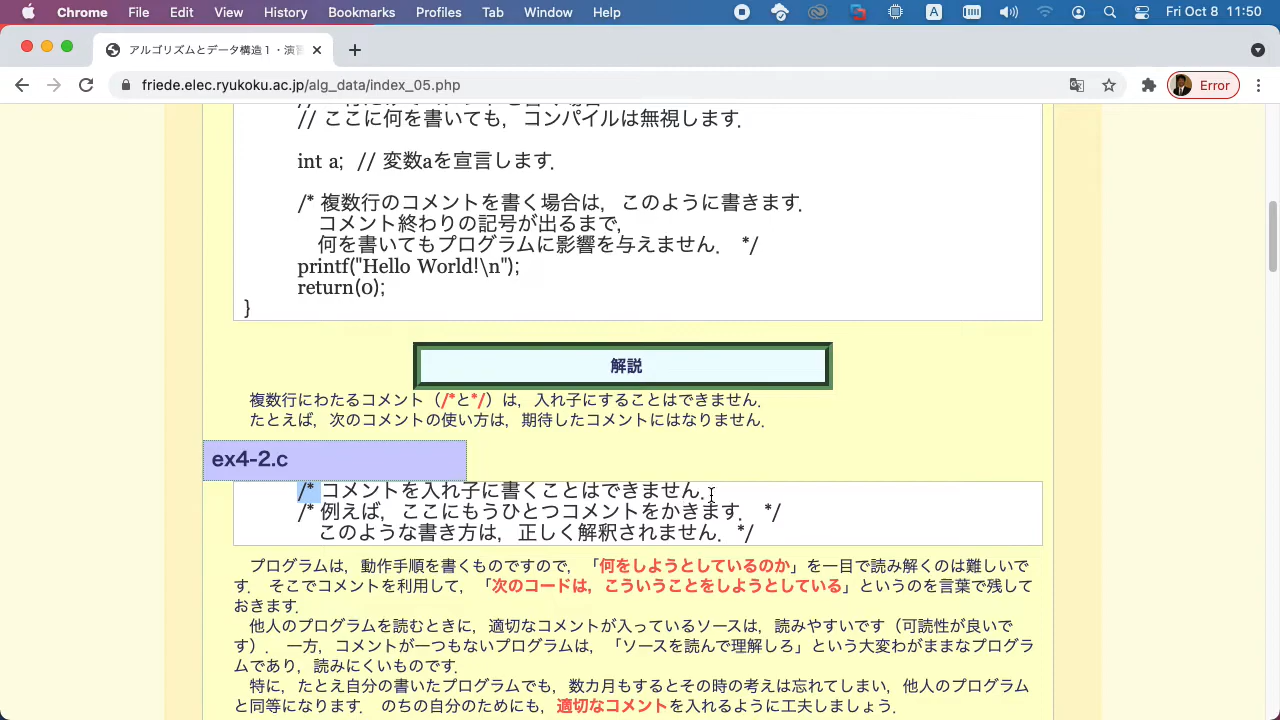 Chrome File Edit View History Bookmarks Profiles Tab Window Help A Fri Oct 8 11:50
アルゴリズムとデータ構造１・演
friede.elec.ryukoku.ac.jp/alg_data/index_05.php Error
// ここに何を書いても，コンパイルは無視します．
int a; // 変数aを宣言します．
/* 複数行のコメントを書く場合は，このように書きます．
コメント終わりの記号が出るまで，
何を書いてもプログラムに影響を与えません． */
printf("Hello World!\n");
return(0);
}
解説
複数行にわたるコメント（/*と*/）は，入れ子にすることはできません．
たとえば，次のコメントの使い方は，期待したコメントにはなりません．
ex4-2.c
/* コメントを入れ子に書くことはできません．
/* 例えば，ここにもうひとつコメントをかきます． */
このような書き方は，正しく解釈されません．*/
プログラムは，動作手順を書くものですので，「何をしようとしているのか」を一目で読み解くのは難しいで
す． そこでコメントを利用して，「次のコードは，こういうことをしようとしている」というのを言葉で残して
おきます．
他人のプログラムを読むときに，適切なコメントが入っているソースは，読みやすいです（可読性が良いで
す）． 一方，コメントが一つもないプログラムは，「ソースを読んで理解しろ」という大変わがままなプログラ
ムであり，読みにくいものです．
特に，たとえ自分の書いたプログラムでも，数カ月もするとその時の考えは忘れてしまい，他人のプログラム
と同等になります． のちの自分のためにも，適切なコメントを入れるように工夫しましょう．